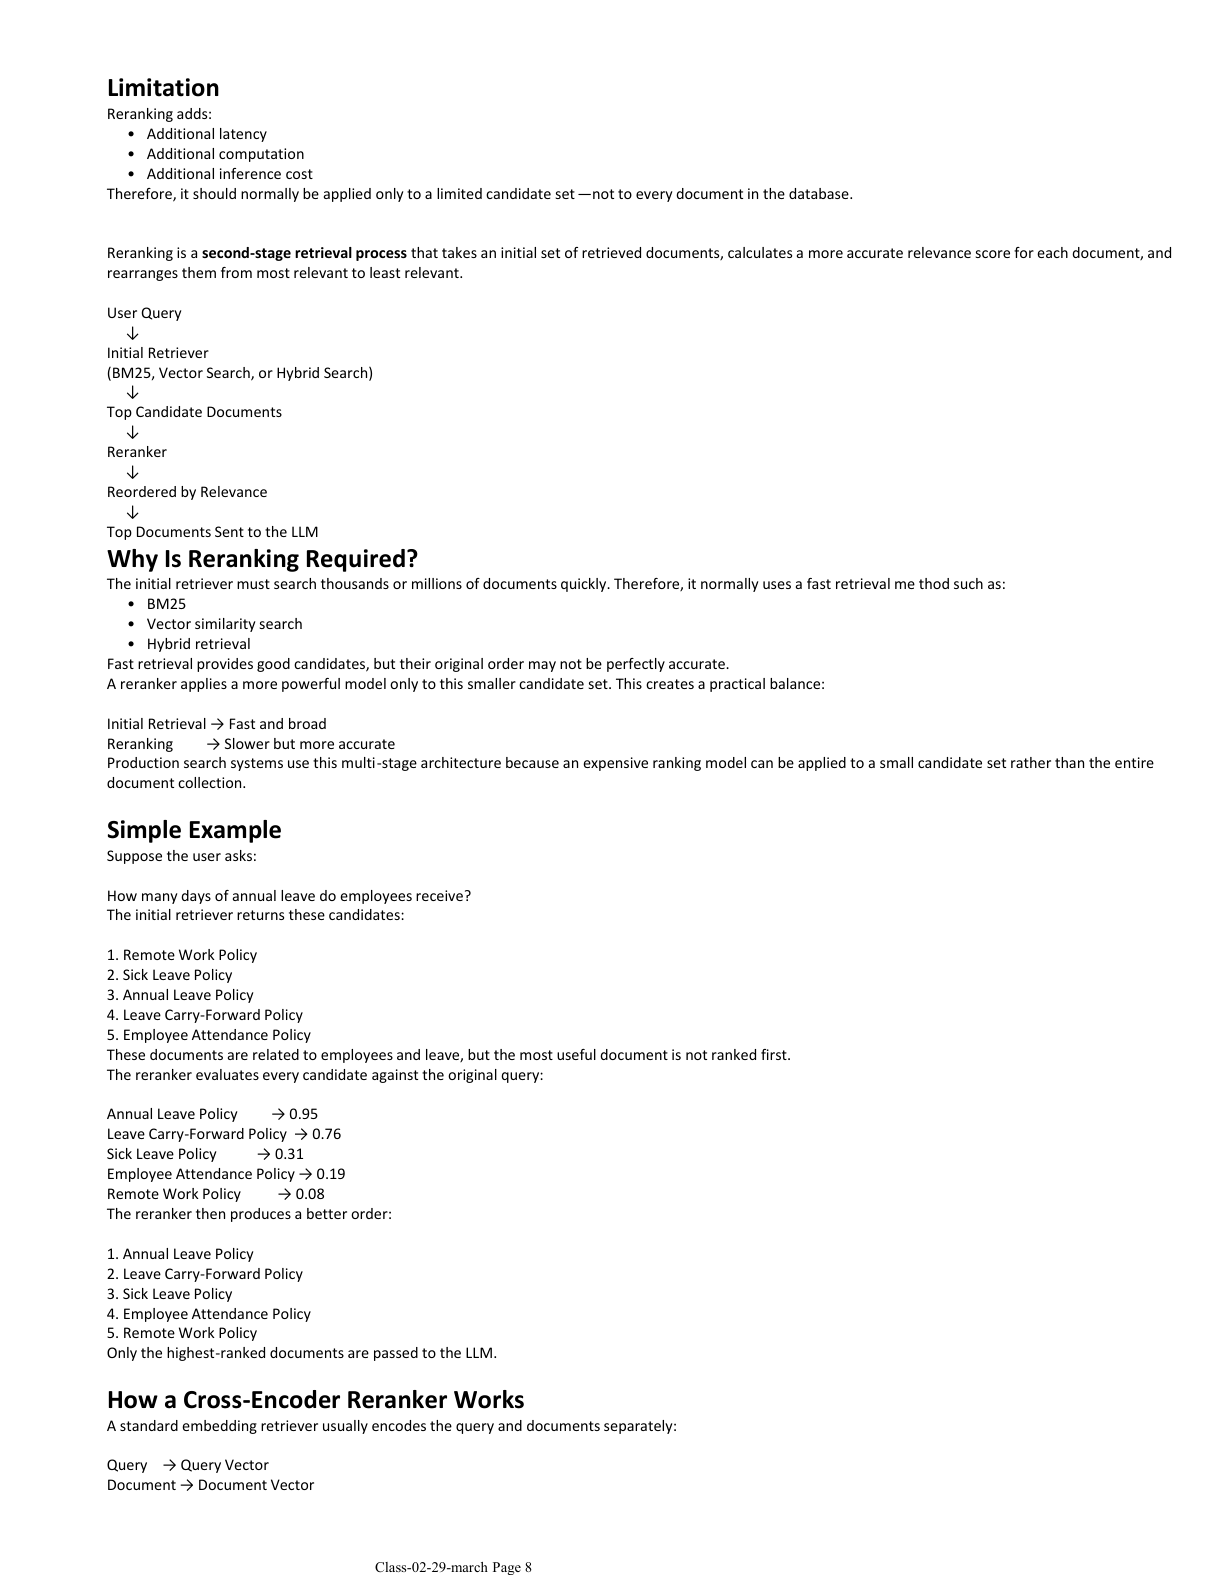 Limitation
Reranking adds:
• Additional latency
• Additional computation
• Additional inference cost
Therefore, it should normally be applied only to a limited candidate set —not to every document in the database.
Reranking is a second-stage retrieval process that takes an initial set of retrieved documents, calculates a more accurate relevance score for each document, and
rearranges them from most relevant to least relevant.
User Query
↓
Initial Retriever
(BM25, Vector Search, or Hybrid Search)
↓
Top Candidate Documents
↓
Reranker
↓
Reordered by Relevance
↓
Top Documents Sent to the LLM
Why Is Reranking Required?
The initial retriever must search thousands or millions of documents quickly. Therefore, it normally uses a fast retrieval me thod such as:
• BM25
• Vector similarity search
• Hybrid retrieval
Fast retrieval provides good candidates, but their original order may not be perfectly accurate.
A reranker applies a more powerful model only to this smaller candidate set. This creates a practical balance:
Initial Retrieval → Fast and broad
Reranking → Slower but more accurate
Production search systems use this multi-stage architecture because an expensive ranking model can be applied to a small candidate set rather than the entire
document collection.
Simple Example
Suppose the user asks:
How many days of annual leave do employees receive?
The initial retriever returns these candidates:
1. Remote Work Policy
2. Sick Leave Policy
3. Annual Leave Policy
4. Leave Carry-Forward Policy
5. Employee Attendance Policy
These documents are related to employees and leave, but the most useful document is not ranked first.
The reranker evaluates every candidate against the original query:
Annual Leave Policy → 0.95
Leave Carry-Forward Policy → 0.76
Sick Leave Policy → 0.31
Employee Attendance Policy → 0.19
Remote Work Policy → 0.08
The reranker then produces a better order:
1. Annual Leave Policy
2. Leave Carry-Forward Policy
3. Sick Leave Policy
4. Employee Attendance Policy
5. Remote Work Policy
Only the highest-ranked documents are passed to the LLM.
How a Cross-Encoder Reranker Works
A standard embedding retriever usually encodes the query and documents separately:
Query → Query Vector
Document → Document Vector
Class-02-29-march Page 8